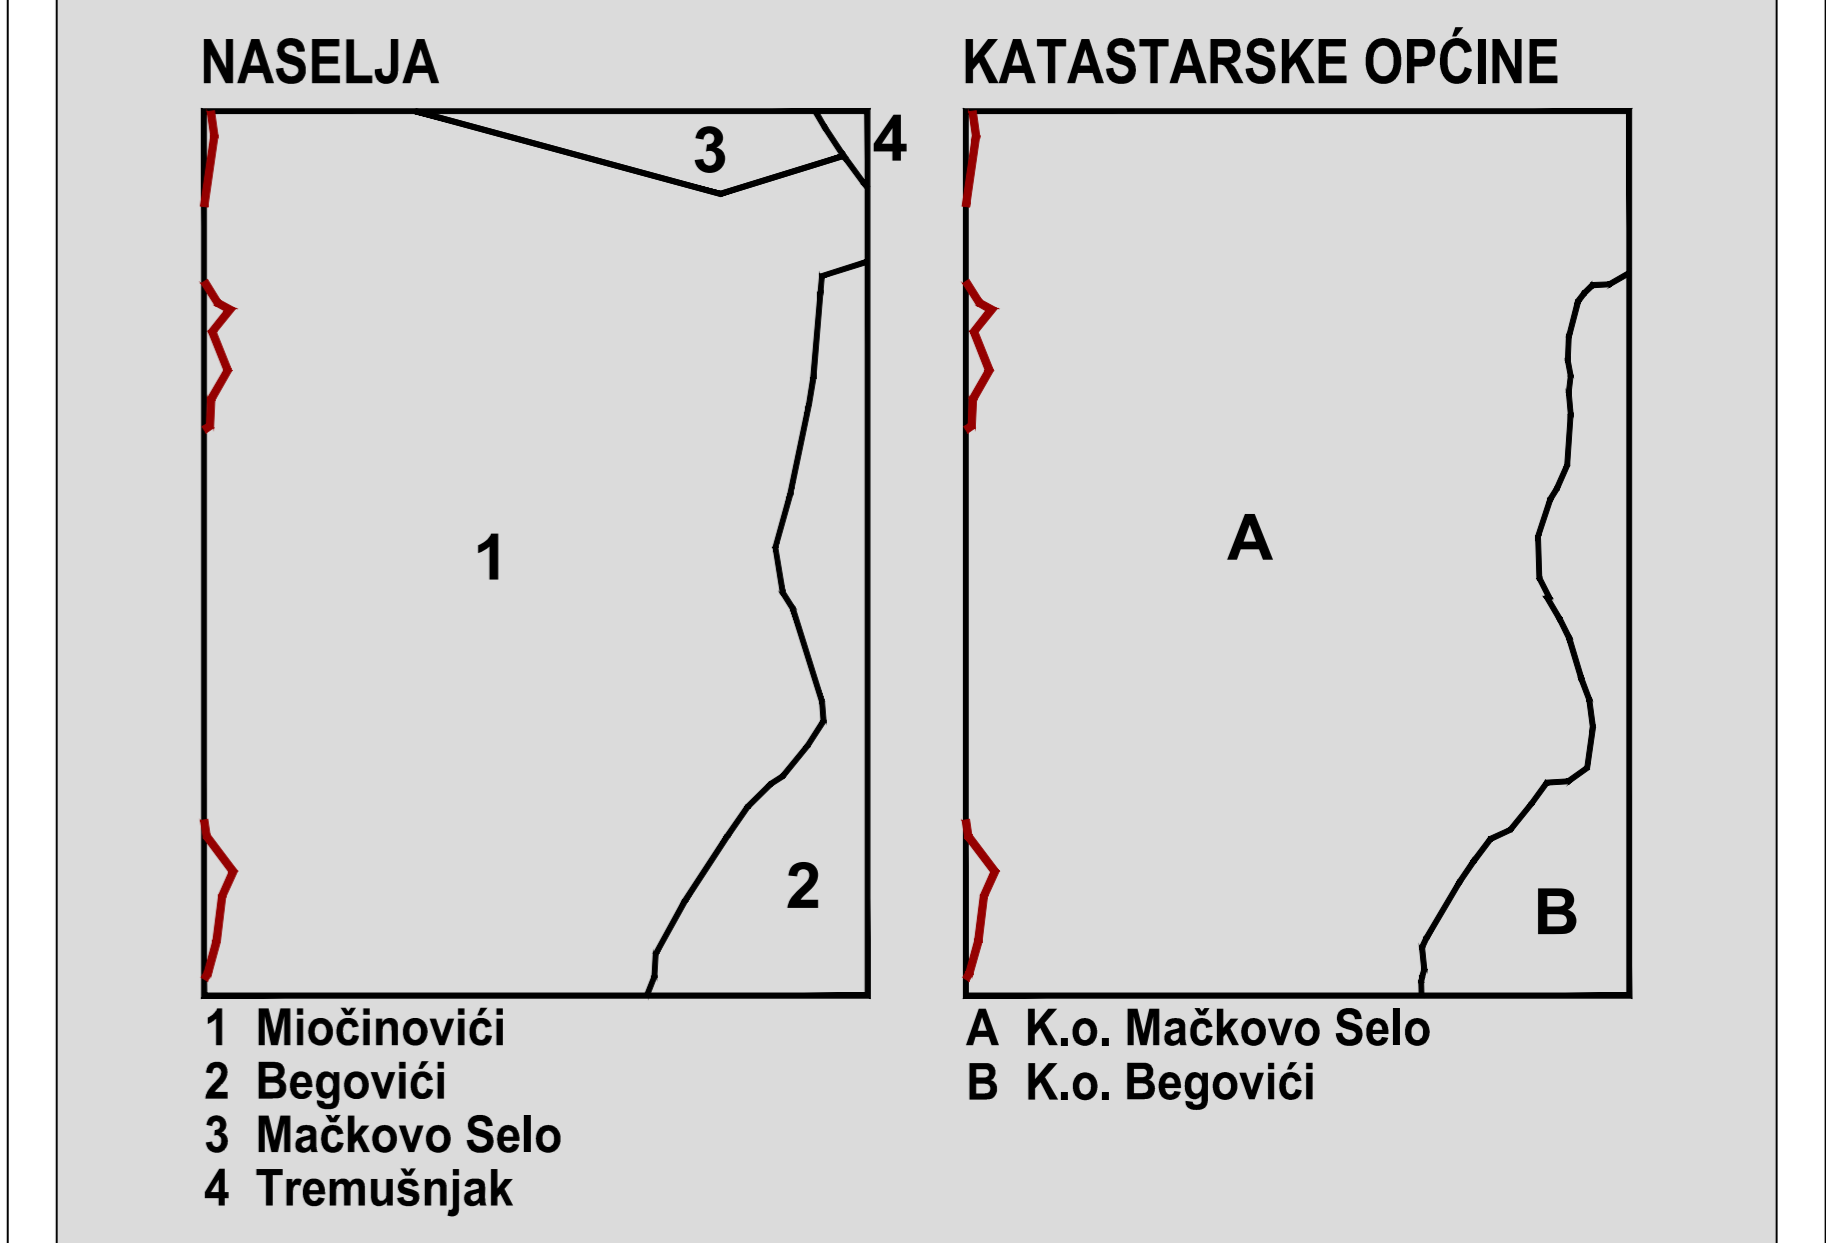 NASELJA
3
4
1
2
1 Miočinovići
2 Begovići
3 Mačkovo Selo
4 Tremušnjak
KATASTARSKE OPĆINE
A
B
A K.o. Mačkovo Selo
B K.o. Begovići